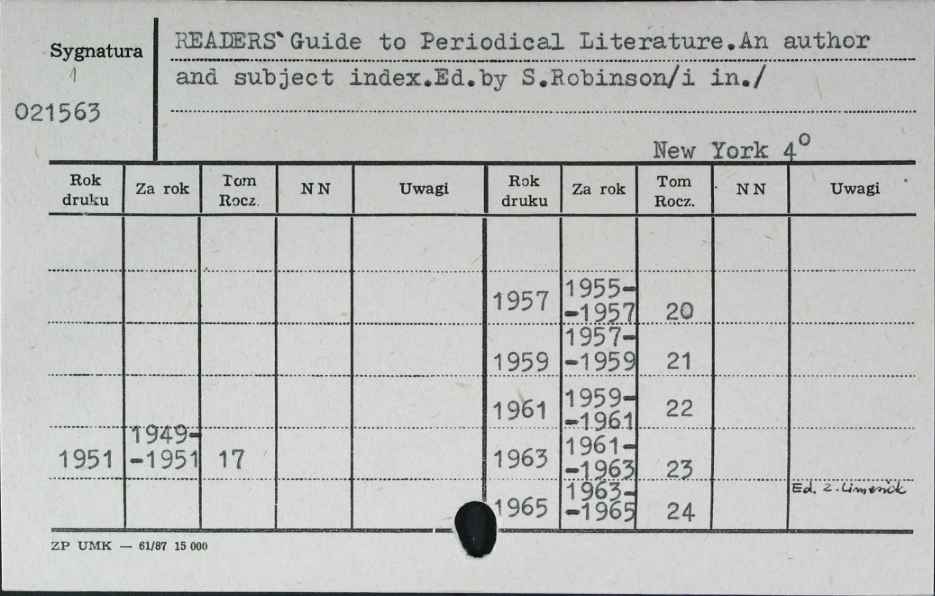 Sygnatura
021563
READERS`Guide to Periodical Literature.An author
and subject index.Ed.by S.Robinson/i in./
New York 4⁰
Rok druku Za rok Tom Rocz. NN Uwagi Rok druku Za rok Tom Rocz. NN Uwagi
1957 1955--1957 20
1959 1957--1959 21
1961 1959--1961 22
1951 1949--1951 17 1963 1961--1963 23
1965 1963--1965 24 Ed. Z. Limerick
ZP UMK — 61/87 15 000